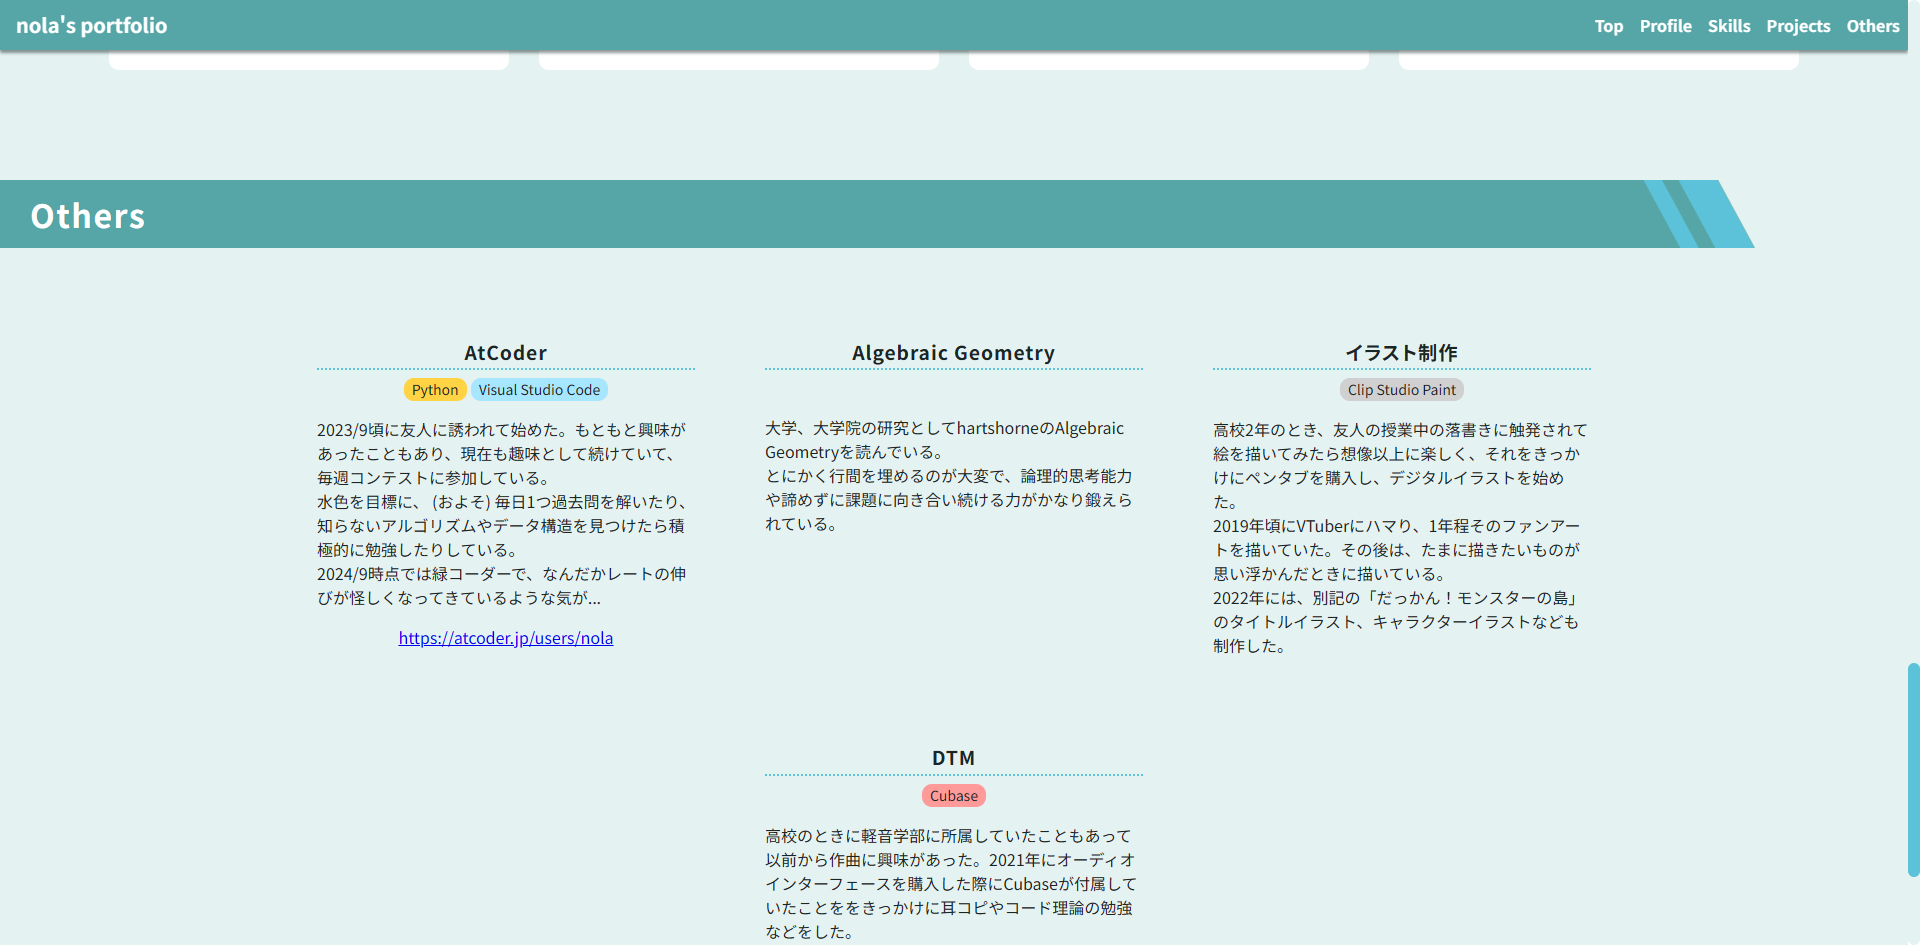 nola's portfolio
Top Profile Skills Projects Others
Others
AtCoder
Python Visual Studio Code
2023/9頃に友人に誘われて始めた。もともと興味が
あったこともあり、現在も趣味として続けていて、
毎週コンテストに参加している。
水色を目標に、 (およそ) 毎日1つ過去問を解いたり、
知らないアルゴリズムやデータ構造を見つけたら積
極的に勉強したりしている。
2024/9時点では緑コーダーで、なんだかレートの伸
びが怪しくなってきているような気が...
https://atcoder.jp/users/nola
Algebraic Geometry
大学、大学院の研究としてhartshorneのAlgebraic
Geometryを読んでいる。
とにかく行間を埋めるのが大変で、論理的思考能力
や諦めずに課題に向き合い続ける力がかなり鍛えら
れている。
イラスト制作
Clip Studio Paint
高校2年のとき、友人の授業中の落書きに触発されて
絵を描いてみたら想像以上に楽しく、それをきっか
けにペンタブを購入し、デジタルイラストを始め
た。
2019年頃にVTuberにハマり、1年程そのファンアー
トを描いていた。その後は、たまに描きたいものが
思い浮かんだときに描いている。
2022年には、別記の「だっかん！モンスターの島」
のタイトルイラスト、キャラクターイラストなども
制作した。
DTM
Cubase
高校のときに軽音学部に所属していたこともあって
以前から作曲に興味があった。2021年にオーディオ
インターフェースを購入した際にCubaseが付属して
いたことををきっかけに耳コピやコード理論の勉強
などをした。